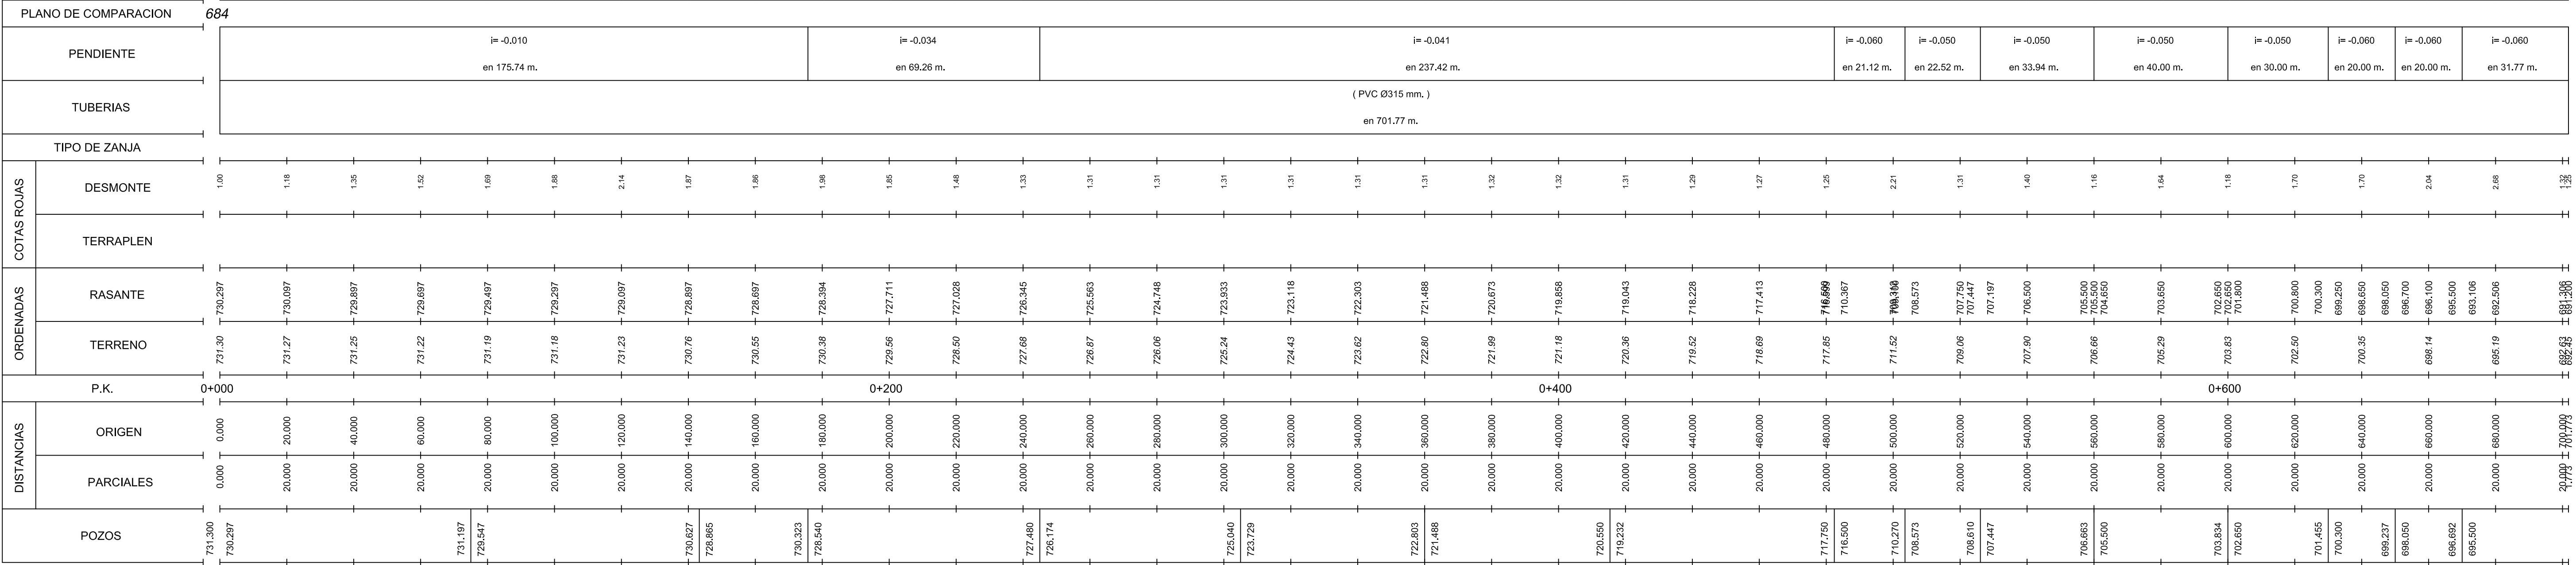 PLANO DE COMPARACION 684
PENDIENTE
i= -0.010 i= -0.034 i= -0.041 i= -0.060 i= -0.050 i= -0.050 i= -0.050 i= -0.050 i= -0.060 i= -0.060 i= -0.060
en 175.74 m. en 69.26 m. en 237.42 m. en 21.12 m. en 22.52 m. en 33.94 m. en 40.00 m. en 30.00 m. en 20.00 m. en 20.00 m. en 31.77 m.
TUBERIAS
( PVC Ø315 mm. )
en 701.77 m.
TIPO DE ZANJA
COTAS ROJAS
DESMONTE 1.00 1.18 1.35 1.52 1.69 1.88 2.14 1.87 1.86 1.98 1.85 1.48 1.33 1.31 1.31 1.31 1.31 1.31 1.31 1.32 1.32 1.31 1.29 1.27 1.25 2.21 1.31 1.40 1.16 1.64 1.18 1.70 1.70 2.04 2.68 1.32 1.25
TERRAPLEN
ORDENADAS
RASANTE 730.297 730.097 729.897 729.697 729.497 729.297 729.097 728.897 728.697 728.394 727.711 727.028 726.345 725.563 724.748 723.933 723.118 722.303 721.488 720.673 719.858 719.043 718.228 717.413 710.367 708.573 707.750 707.447 707.197 706.500 705.500 705.500 704.650 703.650 702.650 702.650 701.800 700.800 700.300 699.250 698.650 698.050 696.700 696.100 695.500 693.106 692.506 691.306 691.200
TERRENO 731.30 731.27 731.25 731.22 731.19 731.18 731.23 730.76 730.55 730.38 729.56 728.50 727.68 726.87 726.06 725.24 724.43 723.62 722.80 721.99 721.18 720.36 719.52 718.69 717.85 711.52 709.06 707.90 706.66 705.29 703.83 702.50 700.35 698.14 695.19 692.63 692.45
P.K. 0+000 0+200 0+400 0+600
DISTANCIAS
ORIGEN 0.000 20.000 40.000 60.000 80.000 100.000 120.000 140.000 160.000 180.000 200.000 220.000 240.000 260.000 280.000 300.000 320.000 340.000 360.000 380.000 400.000 420.000 440.000 460.000 480.000 500.000 520.000 540.000 560.000 580.000 600.000 620.000 640.000 660.000 680.000 700.000 701.773
PARCIALES 0.000 20.000 20.000 20.000 20.000 20.000 20.000 20.000 20.000 20.000 20.000 20.000 20.000 20.000 20.000 20.000 20.000 20.000 20.000 20.000 20.000 20.000 20.000 20.000 20.000 20.000 20.000 20.000 20.000 20.000 20.000 20.000 20.000 20.000 20.000 20.000 1.773
POZOS 731.300 730.297 731.197 729.547 730.627 728.865 730.323 728.540 727.480 726.174 725.040 723.729 722.803 721.488 720.550 719.232 717.750 716.500 710.270 708.573 708.610 707.447 706.663 705.500 703.834 702.650 701.455 700.300 699.237 698.050 696.692 695.500